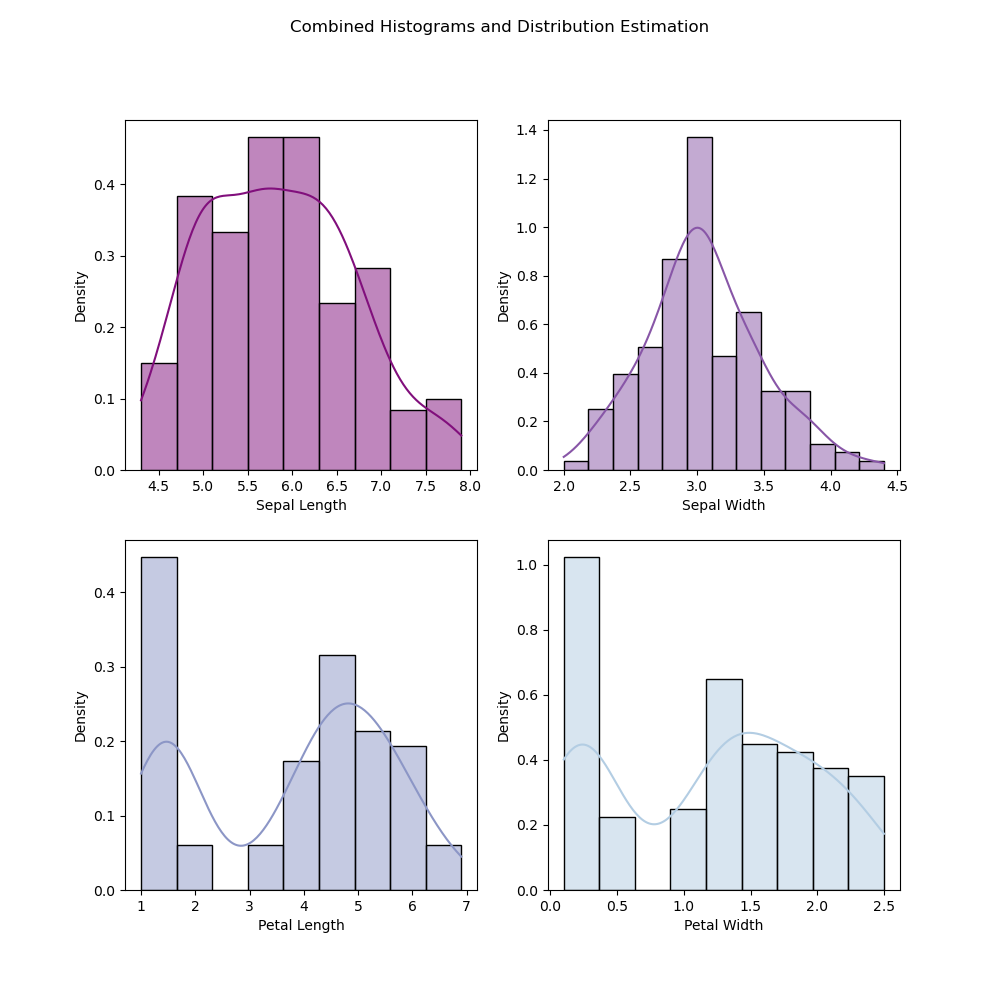 Combined Histograms and Distribution Estimation
Density
0.4
0.3
0.2
0.1
0.0
4.5 5.0 5.5 6.0 6.5 7.0 7.5 8.0
Sepal Length
Density
1.4
1.2
1.0
0.8
0.6
0.4
0.2
0.0
2.0 2.5 3.0 3.5 4.0 4.5
Sepal Width
Density
0.4
0.3
0.2
0.1
0.0
1 2 3 4 5 6 7
Petal Length
Density
1.0
0.8
0.6
0.4
0.2
0.0
0.0 0.5 1.0 1.5 2.0 2.5
Petal Width